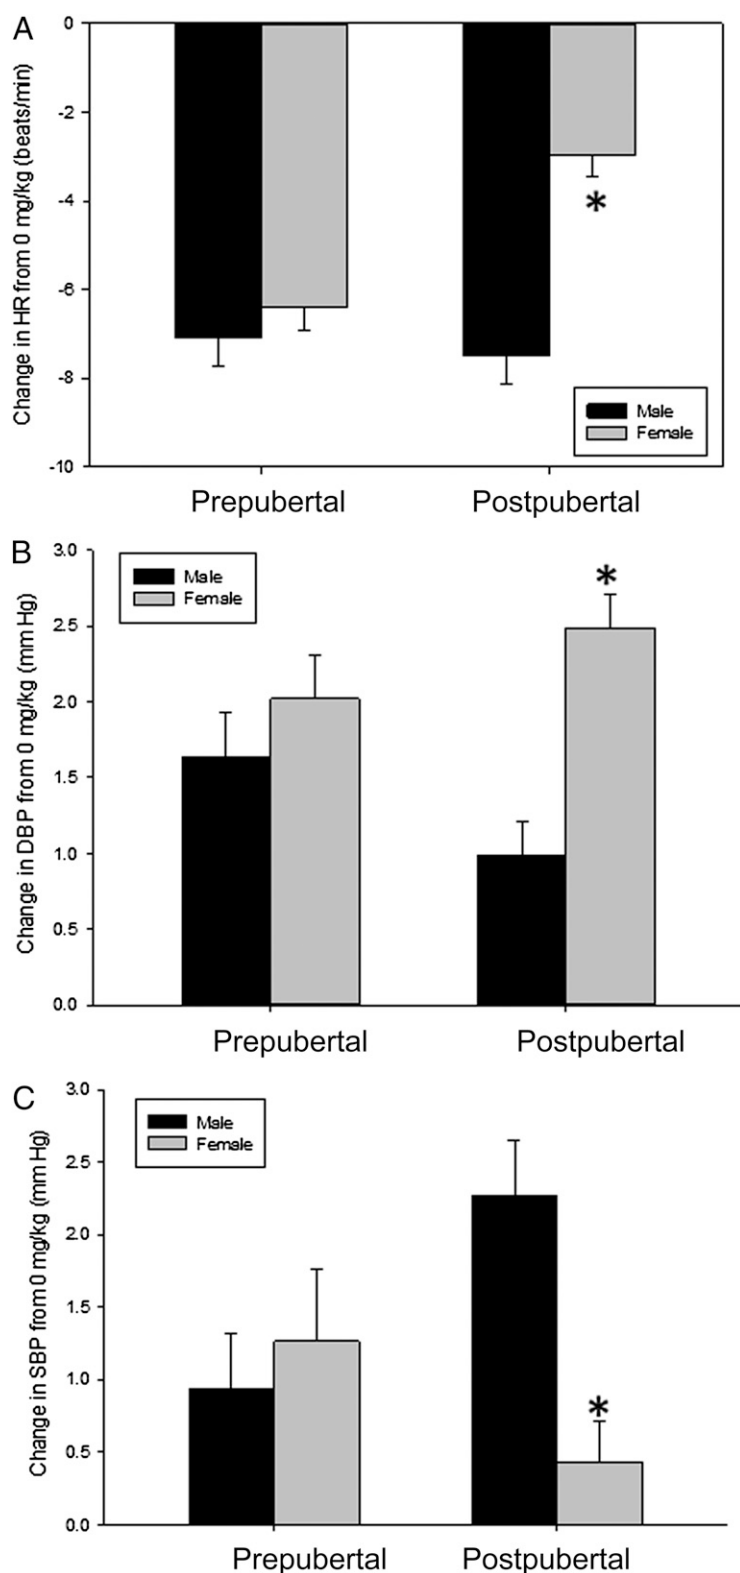 A
Change in HR from 0 mg/kg (beats/min)
0
-2
-4
-6
-8
-10
*
Male
Female
Prepubertal
Postpubertal
B
Change in DBP from 0 mg/kg (mm Hg)
3.0
2.5
2.0
1.5
1.0
0.5
0.0
Male
Female
*
Prepubertal
Postpubertal
C
Change in SBP from 0 mg/kg (mm Hg)
3.0
2.5
2.0
1.5
1.0
0.5
0.0
Male
Female
*
Prepubertal
Postpubertal